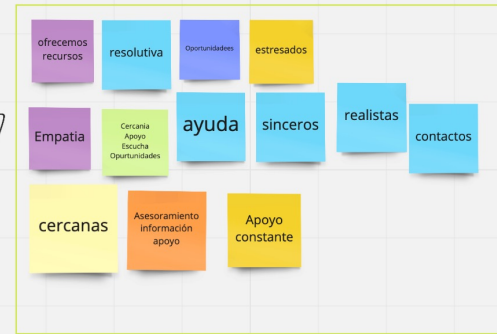 ofrecemos
recursos
resolutiva
Oportunidadees
estresados
Empatia
Cercania
Apoyo
Escucha
Opurtunidades
ayuda
sinceros
realistas
contactos
cercanas
Asesoramiento
información
apoyo
Apoyo
constante